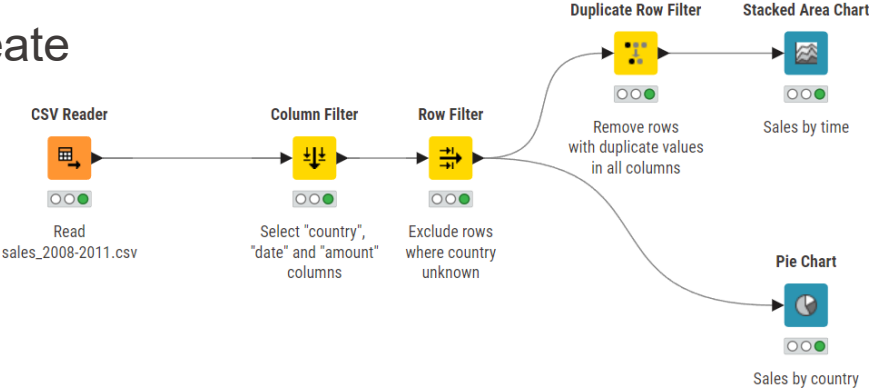 eate
Duplicate Row Filter
Stacked Area Chart
CSV Reader
Column Filter
Row Filter
Remove rows
with duplicate values
in all columns
Sales by time
Read
sales_2008-2011.csv
Select "country",
"date" and "amount"
columns
Exclude rows
where country
unknown
Pie Chart
Sales by country